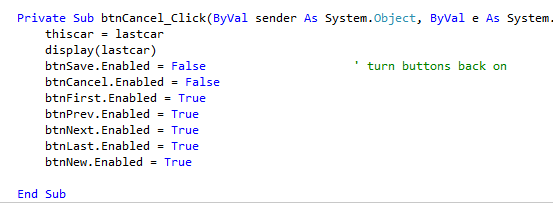 Private Sub btnCancel_Click(ByVal sender As System.Object, ByVal e As System.
thiscar = lastcar
display(lastcar)
btnSave.Enabled = False ' turn buttons back on
btnCancel.Enabled = False
btnFirst.Enabled = True
btnPrev.Enabled = True
btnNext.Enabled = True
btnLast.Enabled = True
btnNew.Enabled = True
End Sub